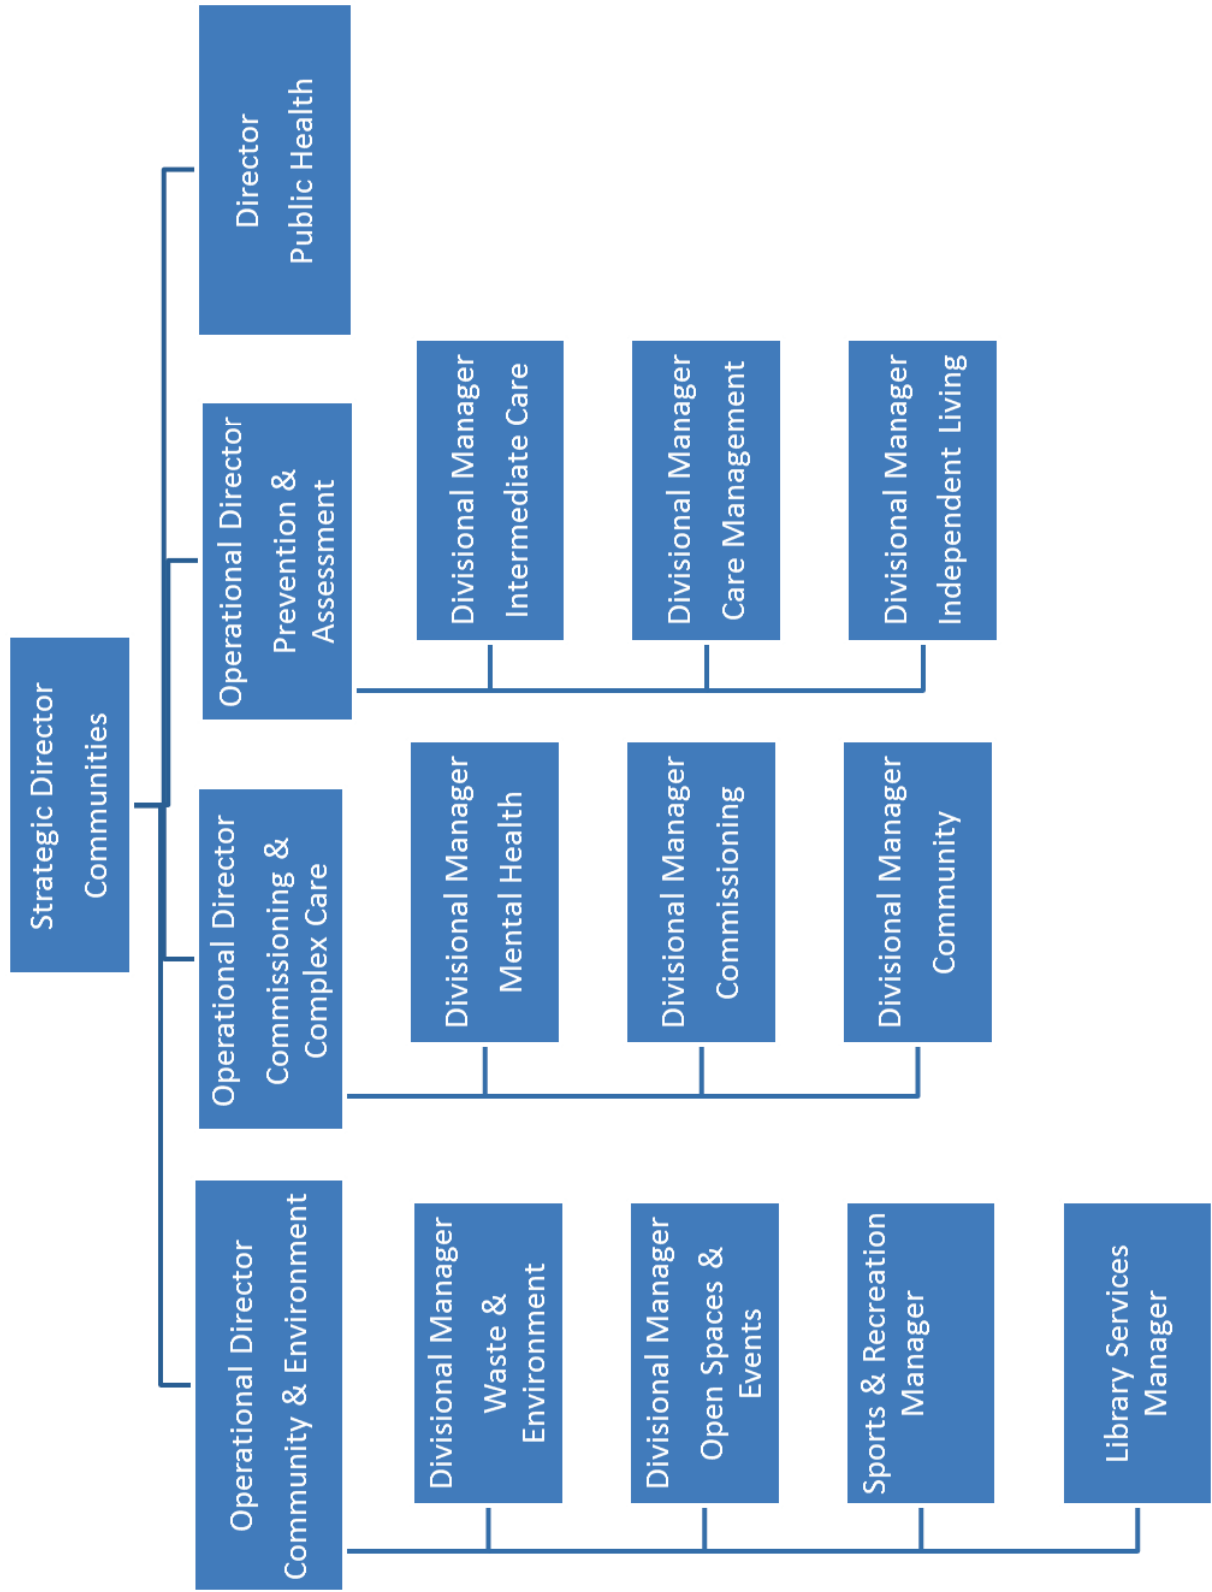 Strategic Director
Communities
Operational Director
Community & Environment
Divisional Manager
Waste &
Environment
Divisional Manager
Open Spaces &
Events
Sports & Recreation
Manager
Library Services
Manager
Operational Director
Commissioning &
Complex Care
Divisional Manager
Mental Health
Divisional Manager
Commissioning
Divisional Manager
Community
Operational Director
Prevention &
Assessment
Divisional Manager
Intermediate Care
Divisional Manager
Care Management
Divisional Manager
Independent Living
Director
Public Health